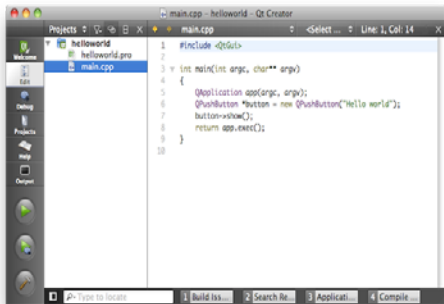 main.cpp - helloworld - Qt Creator
Projects
main.cpp
<Select ...
Line: 1, Col: 14
X
Welcome
Edit
Debug
Projects
Help
Output
helloworld
helloworld.pro
main.cpp
1 #include <QtGui>
2
3 int main(int argc, char** argv)
4 {
5 QApplication app(argc, argv);
6 QPushButton *button = new QPushButton("Hello world");
7 button->show();
8 return app.exec();
9 }
10
Type to locate
1 Build Iss...
2 Search Re...
3 Applicati...
4 Compile ...